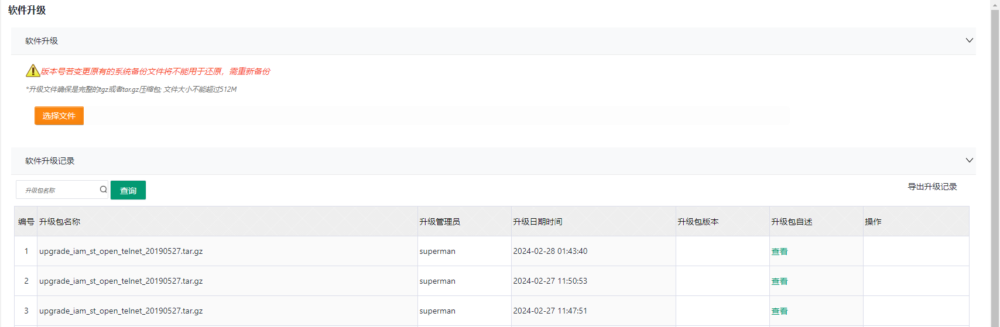 软件升级
软件升级
版本号若变更原有的系统备份文件将不能用于还原，需重新备份
*升级文件确保是完整的tgz或者tar.gz压缩包; 文件大小不能超过512M
选择文件
软件升级记录
升级包名称 查询 导出升级记录
编号 升级包名称 升级管理员 升级日期时间 升级包版本 升级包自述 操作
1 upgrade_iam_st_open_telnet_20190527.tar.gz superman 2024-02-28 01:43:40 查看
2 upgrade_iam_st_open_telnet_20190527.tar.gz superman 2024-02-27 11:50:53 查看
3 upgrade_iam_st_open_telnet_20190527.tar.gz superman 2024-02-27 11:47:51 查看